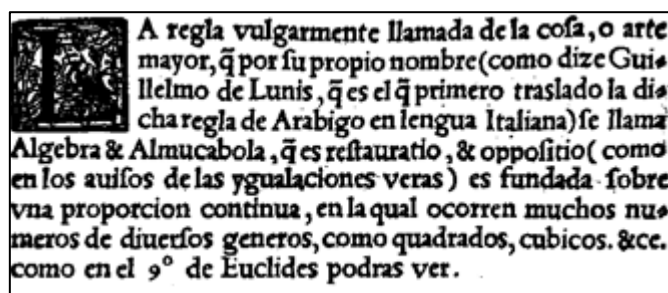 LA regla vulgarmente llamada de la cosa, o arte
mayor, q̃ por su propio nombre (como dize Gui-
llelmo de Lunis, q̃ es el q̃ primero traslado la di-
cha regla de Arabigo en lengua Italiana) se llama
Algebra & Almucabola, q̃ es restauratio, & oppositio (como
en los auisos de las ygualaciones veras) es fundada sobre
vna proporcion continua, en la qual ocorren muchos nu-
meros de diuersos generos, como quadrados, cubicos. &ce.
como en el 9° de Euclides podras ver.